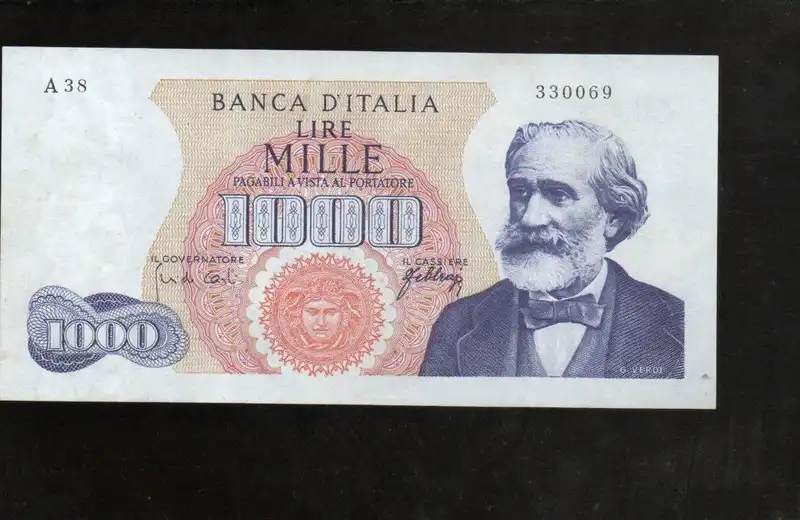 A 38
330069
BANCA D'ITALIA
LIRE
MILLE
PAGABILI A VISTA AL PORTATORE
1000
IL GOVERNATORE
IL CASSIERE
1000
G. VERDI